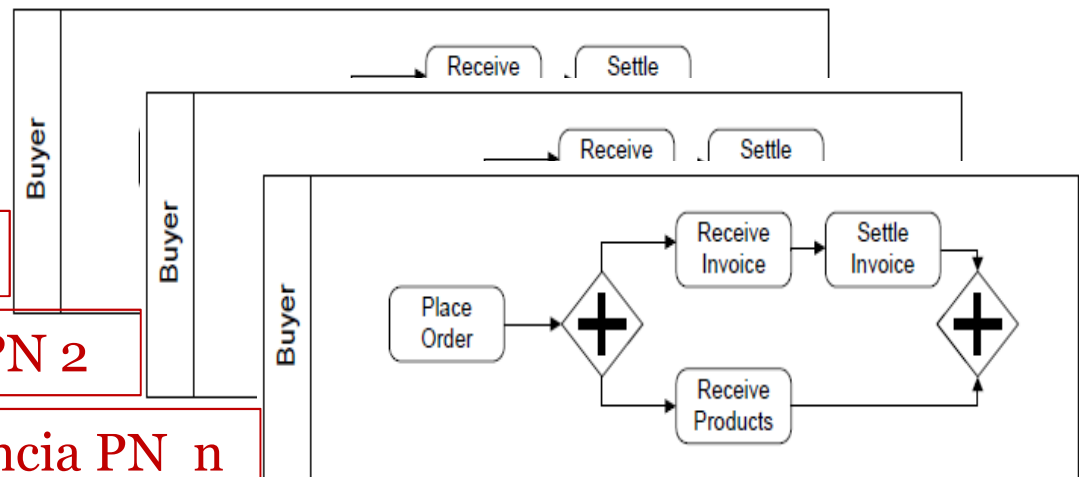 Buyer
Receive
Settle
Buyer
Receive
Settle
Buyer
Place
Order
Receive
Invoice
Settle
Invoice
Receive
Products
PN 2
ncia PN n